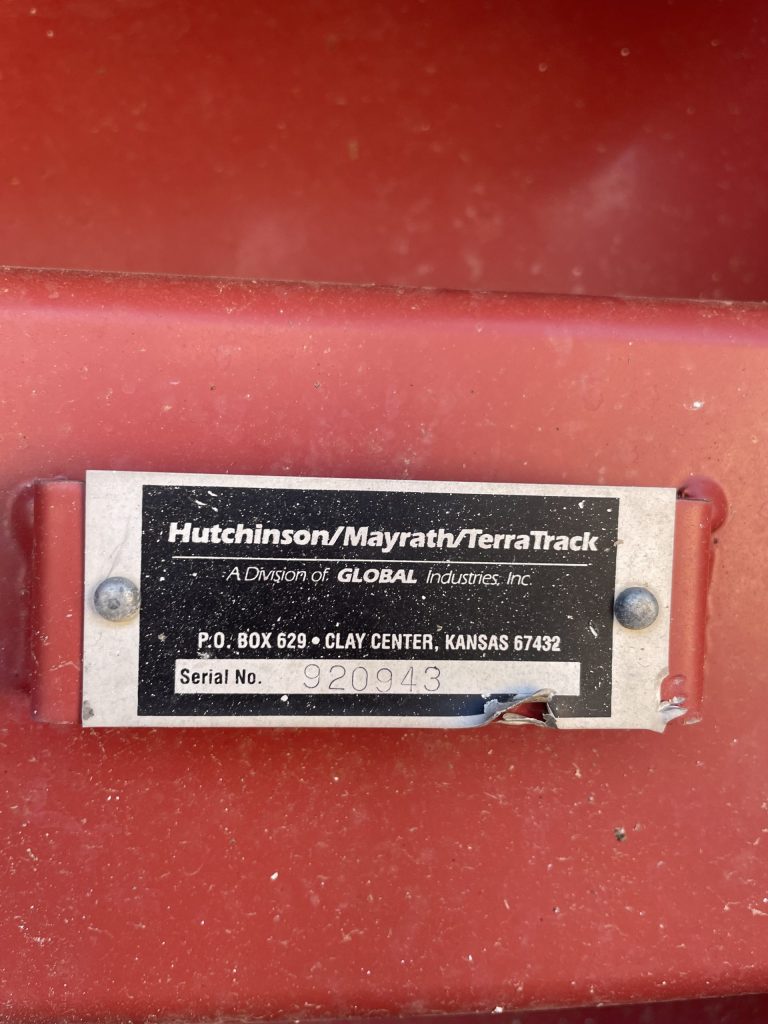 Hutchinson/Mayrath/TerraTrack
A Division of GLOBAL Industries, Inc.
P.O. BOX 629 • CLAY CENTER, KANSAS 67432
Serial No. 920943